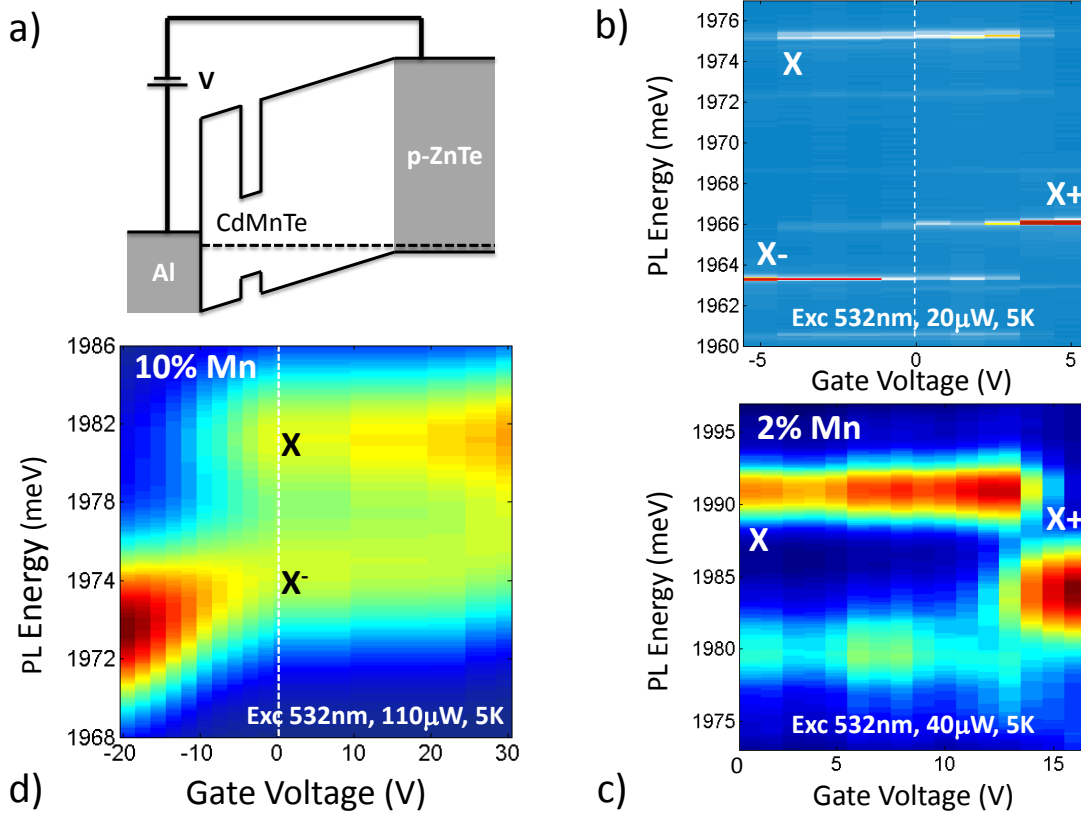 a)
V
p-ZnTe
CdMnTe
Al
b)
PL Energy (meV)
1976
1974
1972
1970
1968
1966
1964
1962
1960
X
X+
X-
Exc 532nm, 20μW, 5K
-5
0
5
Gate Voltage (V)
PL Energy (meV)
1986
1982
1978
1974
1972
1968
10% Mn
X
X-
Exc 532nm, 110μW, 5K
-20
-10
0
10
20
30
d)
Gate Voltage (V)
PL Energy (meV)
1995
1990
1985
1980
1975
2% Mn
X
X+
Exc 532nm, 40μW, 5K
0
5
10
15
c)
Gate Voltage (V)